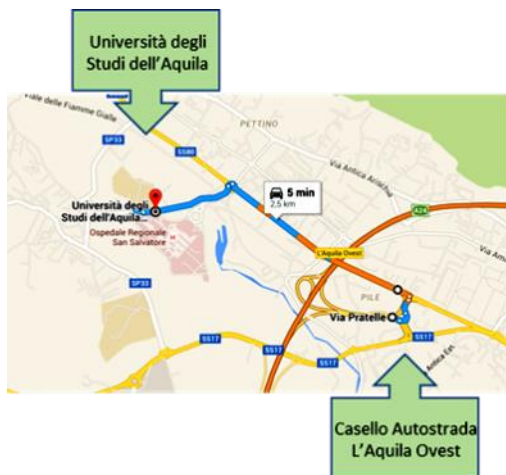 Università degli
Studi dell'Aquila
Viale delle Fiamme Gialle
SP33
PETTINO
SS80
Via Antica Arischia
5 min
2,5 km
A24
Università degli
Studi dell'Aquila...
Ospedale Regionale
San Salvatore
L'Aquila Ovest
SP33
PILE
Via Pratelle
SS17
SS17
SS17
SS17
Casello Autostrada
L'Aquila Ovest